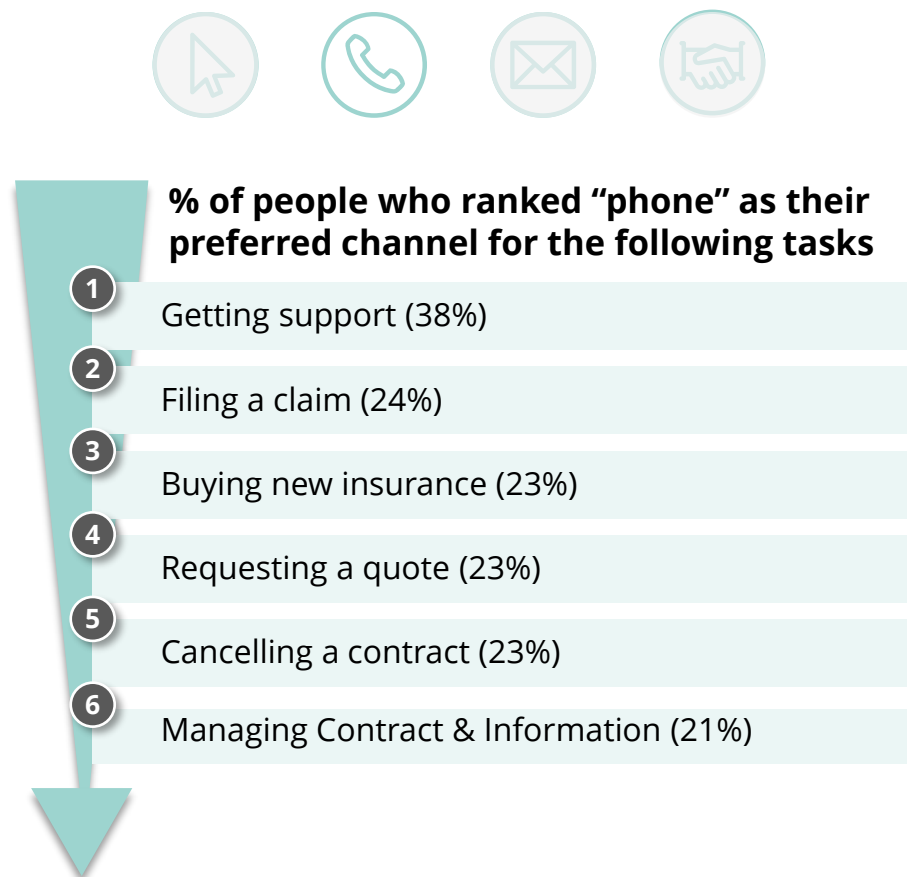 % of people who ranked “phone” as their
preferred channel for the following tasks
1
Getting support (38%)
2
Filing a claim (24%)
3
Buying new insurance (23%)
4
Requesting a quote (23%)
5
Cancelling a contract (23%)
6
Managing Contract & Information (21%)